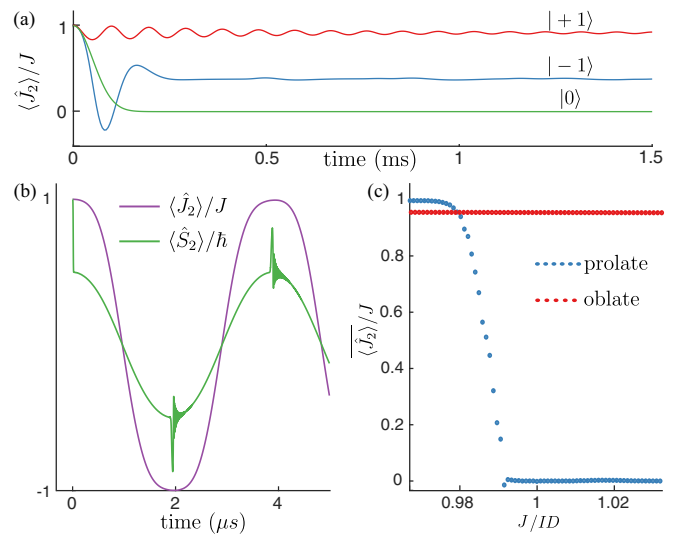 (a)
1
0
⟨Ĵ₂⟩/J
| + 1⟩
| − 1⟩
|0⟩
0
0.5
1
1.5
time (ms)
(b)
1
-1
⟨Ĵ₂⟩/J
⟨Ŝ₂⟩/ħ
0
2
4
time (μs)
(c)
1
0.8
0.6
0.4
0.2
0
⟨Ĵ₂⟩/J
prolate
oblate
0.98
1
1.02
J/ID